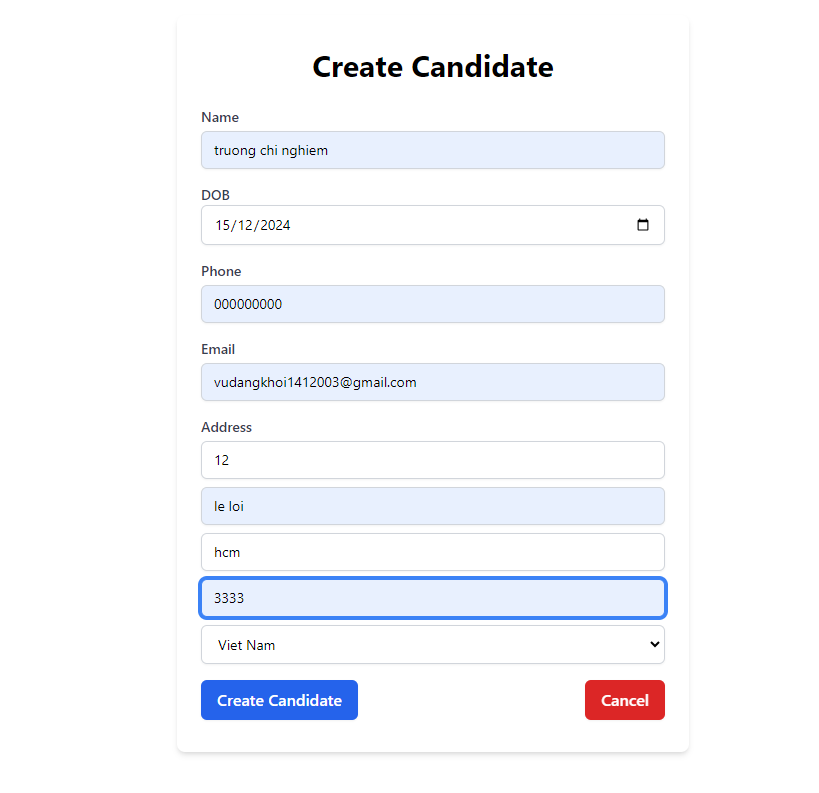 Create Candidate
Name
truong chi nghiem
DOB
15/12/2024
Phone
000000000
Email
vudangkhoi1412003@gmail.com
Address
12
le loi
hcm
3333
Viet Nam
Create Candidate Cancel